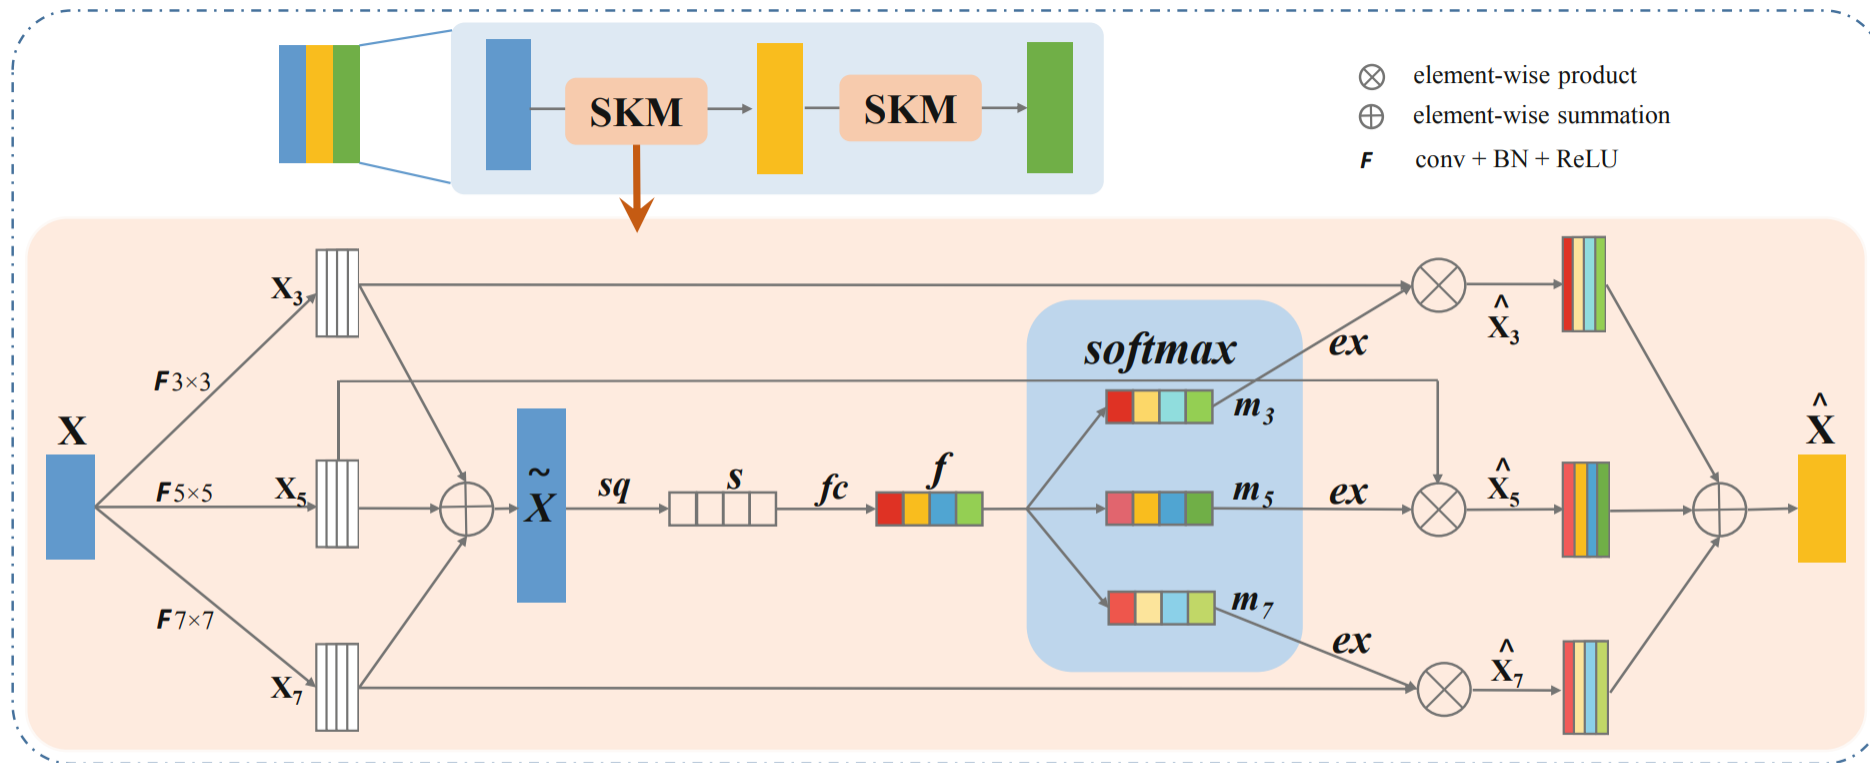 SKM
SKM
element-wise product
element-wise summation
F conv + BN + ReLU
X
F3×3
F5×5
F7×7
X₃
X₅
X₇
X̃
sq
s
fc
f
softmax
m₃
m₅
m₇
ex
ex
ex
X̂₃
X̂₅
X̂₇
X̂